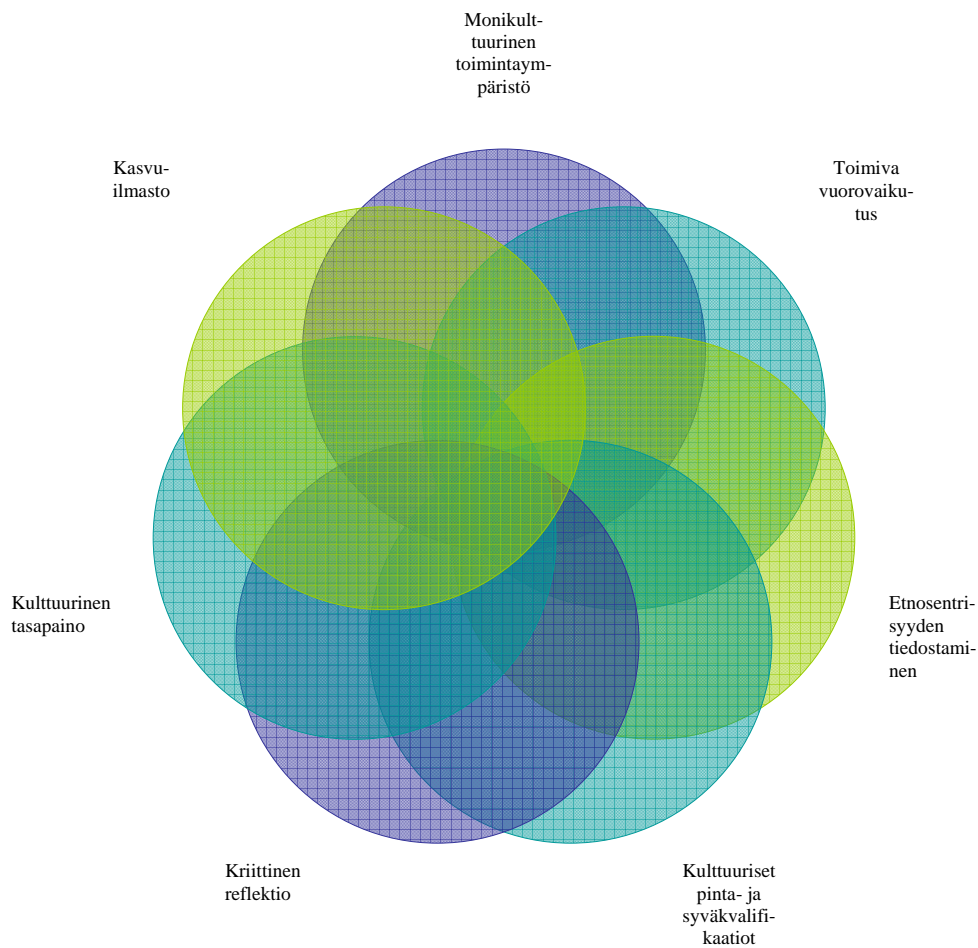 Monikult-
tuurinen
toimintaym-
päristö
Kasvu-
ilmasto
Toimiva
vuorovaiku-
tus
Kulttuurinen
tasapaino
Etnosentri-
syyden
tiedostami-
nen
Kriittinen
reflektio
Kulttuuriset
pinta- ja
syväkvalifi-
kaatiot